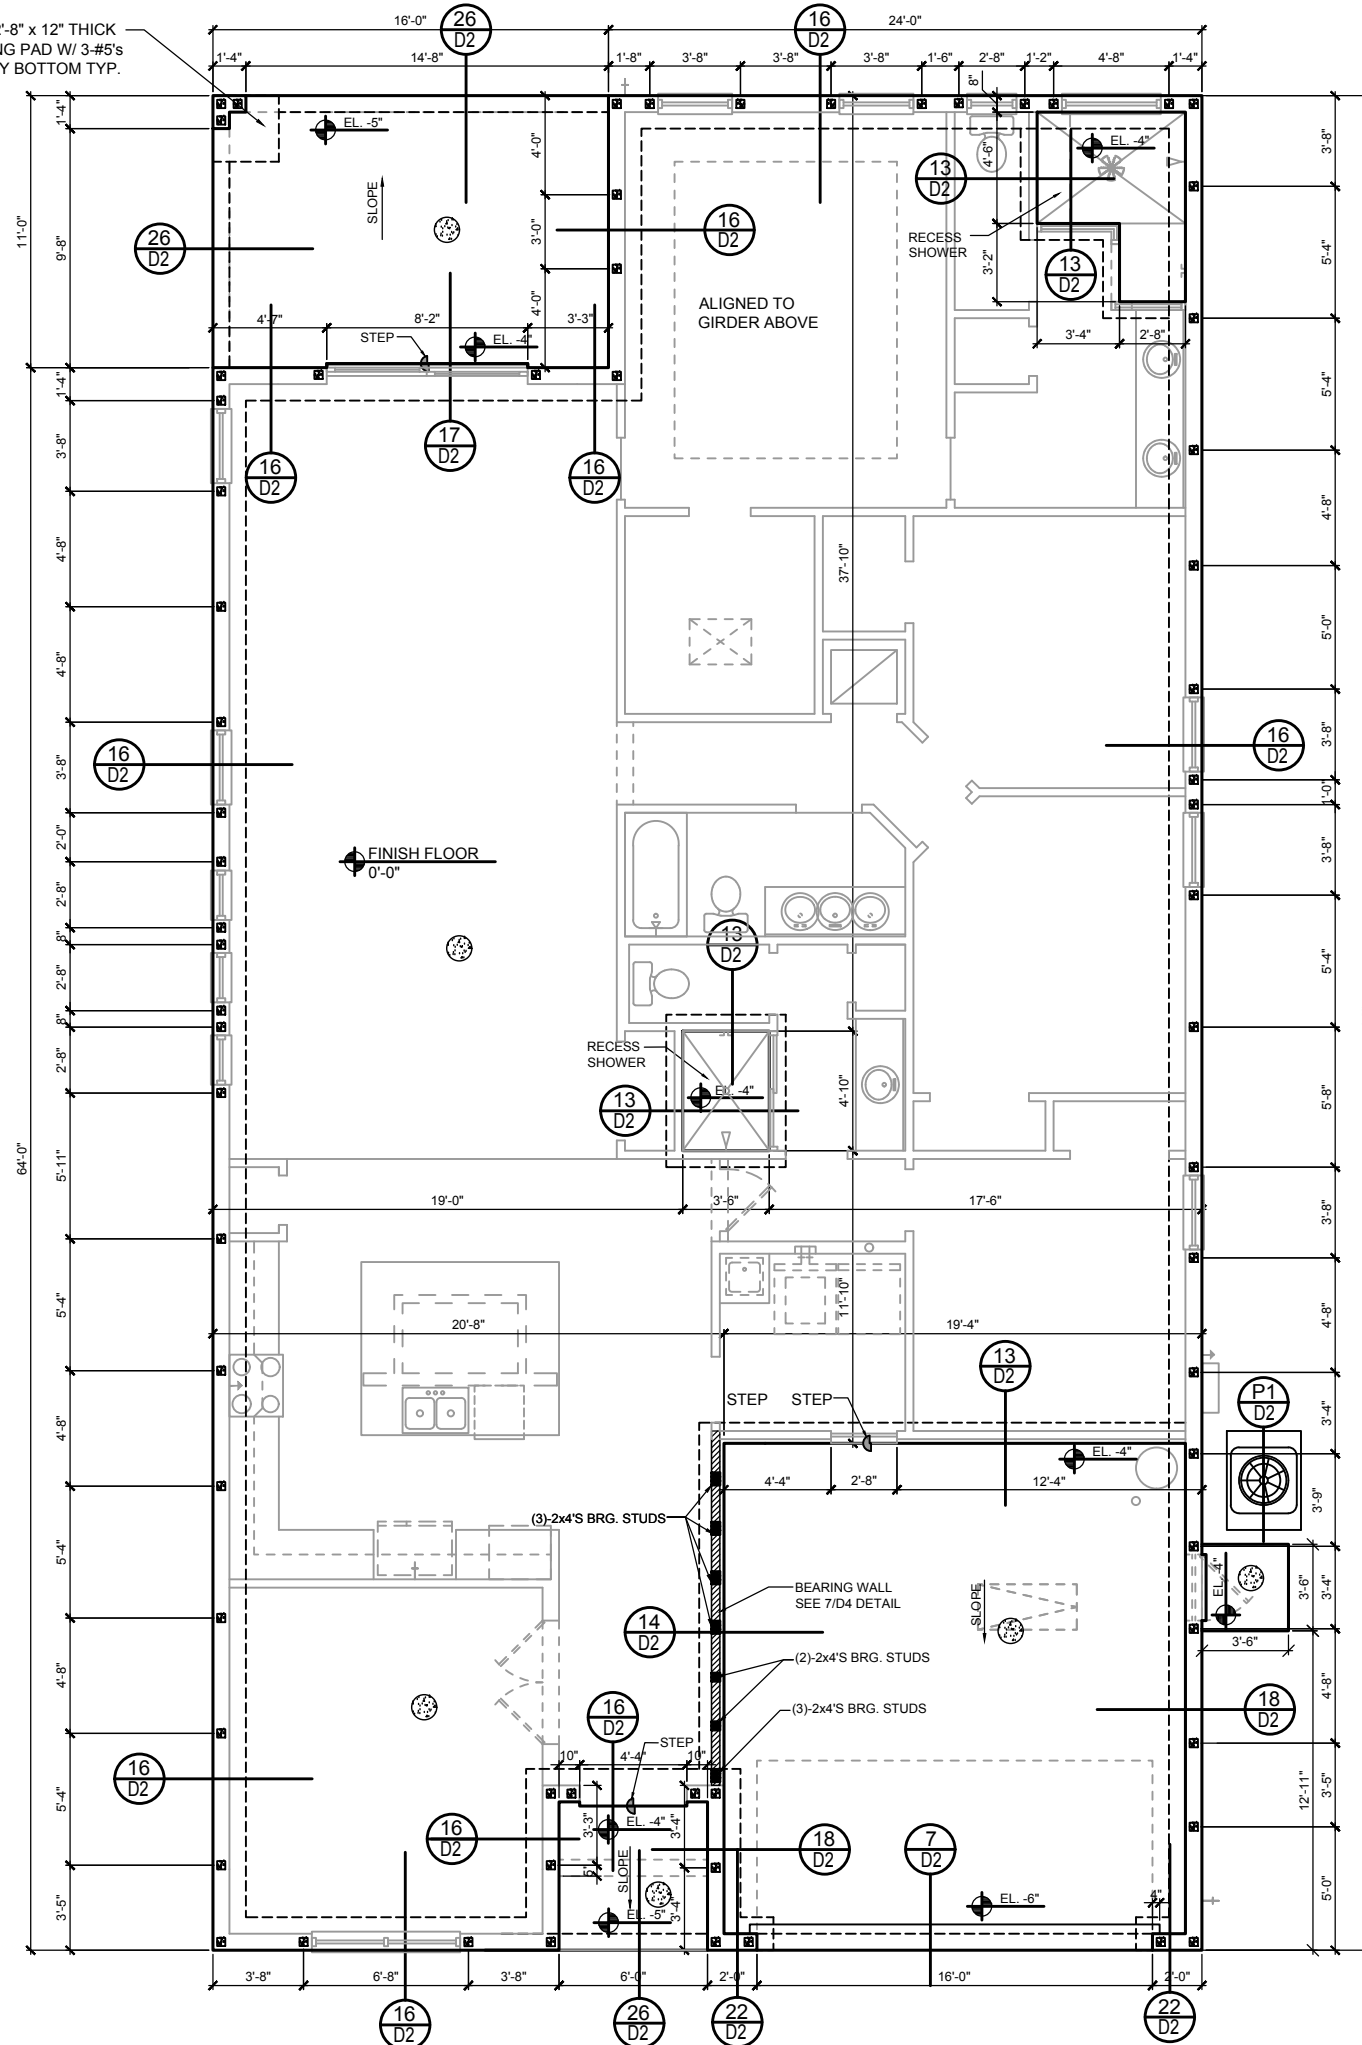 2'-8" x 12" THICK
NG PAD W/ 3-#5's
Y BOTTOM TYP.
16'-0"
26
D2
16
D2
24'-0"
1'-4"
14'-8"
1'-8"
3'-8"
3'-8"
3'-8"
1'-6"
2'-8"
1'-2"
4'-8"
1'-4"
8"
1'-4"
EL. -5"
4'-0"
4'-6"
EL. -4"
3'-8"
13
D2
SLOPE
11'-0"
9'-8"
26
D2
3'-0"
16
D2
RECESS
SHOWER
3'-2"
13
D2
5'-4"
4'-0"
ALIGNED TO
GIRDER ABOVE
4'-7"
8'-2"
3'-3"
STEP
EL. -4"
3'-4"
2'-8"
1'-4"
5'-4"
3'-8"
17
D2
16
D2
16
D2
4'-8"
4'-8"
37'-10"
5'-0"
4'-8"
3'-8"
16
D2
16
D2
3'-8"
1'-0"
2'-0"
FINISH FLOOR
0'-0"
3'-8"
2'-8"
8"
13
D2
5'-4"
2'-8"
8"
RECESS
SHOWER
2'-8"
EL. -4"
4'-10"
13
D2
5'-8"
64'-0"
5'-11"
19'-0"
3'-6"
17'-6"
3'-8"
5'-4"
11'-10"
4'-8"
20'-8"
19'-4"
13
D2
STEP
STEP
P1
D2
3'-4"
4'-8"
EL. -4"
4'-4"
2'-8"
12'-4"
3'-9"
(3)-2x4'S BRG. STUDS
5'-4"
BEARING WALL
SEE 7/D4 DETAIL
SLOPE
EL. -4"
3'-6"
3'-4"
14
D2
3'-6"
(2)-2x4'S BRG. STUDS
4'-8"
4'-8"
(3)-2x4'S BRG. STUDS
16
D2
18
D2
STEP
10"
4'-4"
10"
16
D2
5'-4"
12'-11"
3'-5"
3'-3"
EL. -4"
3'-4"
16
D2
18
D2
7
D2
SLOPE
EL. -5"
3'-4"
EL. -6"
4"
5'-0"
3'-5"
3'-8"
6'-8"
3'-8"
6'-0"
2'-0"
16'-0"
2'-0"
16
D2
26
D2
22
D2
22
D2